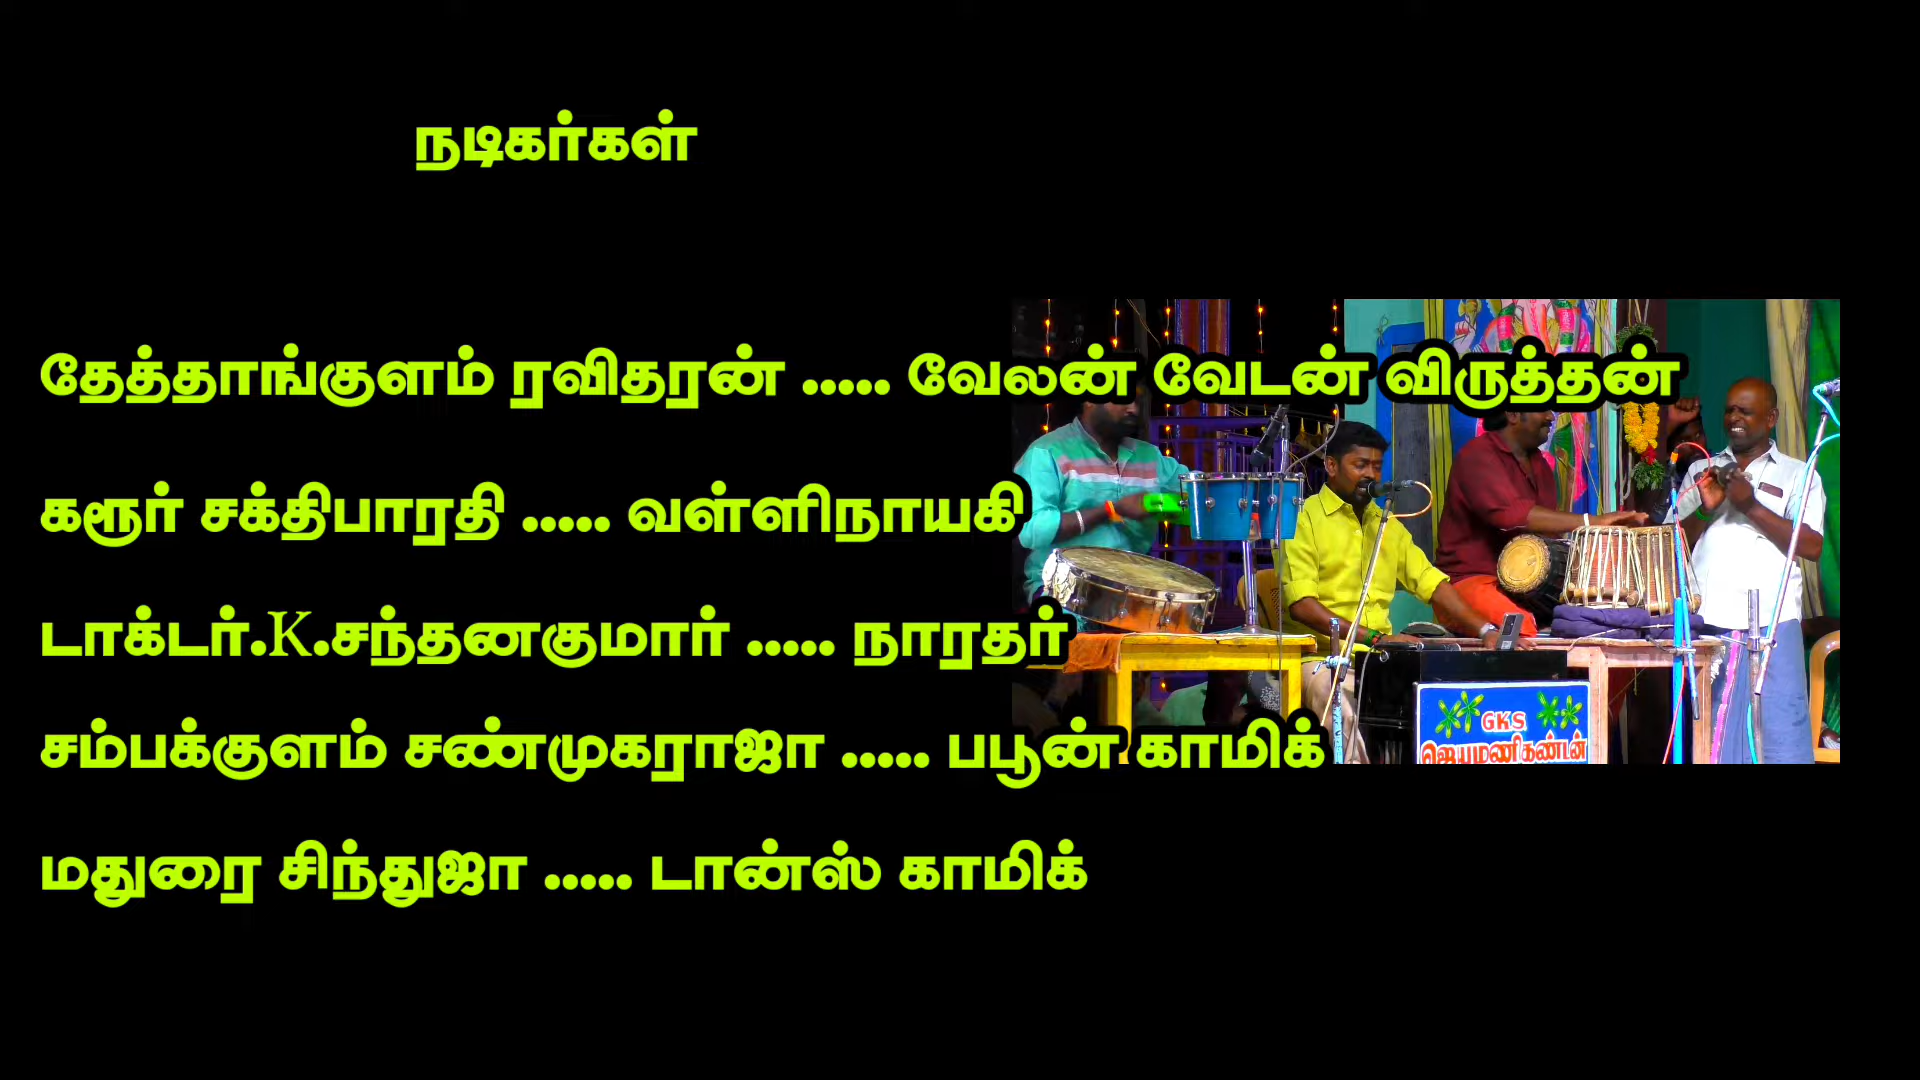 நடிகர்கள்
தேத்தாங்குளம் ரவிதரன் ..... வேலன் வேடன் விருத்தன்
கரூர் சக்திபாரதி ..... வள்ளிநாயகி
டாக்டர்.K.சந்தனகுமார் ..... நாரதர்
சம்பக்குளம் சண்முகராஜா ..... பபூன் காமிக்
மதுரை சிந்துஜா ..... டான்ஸ் காமிக்
GKS
ஜெயமணிகண்டன்